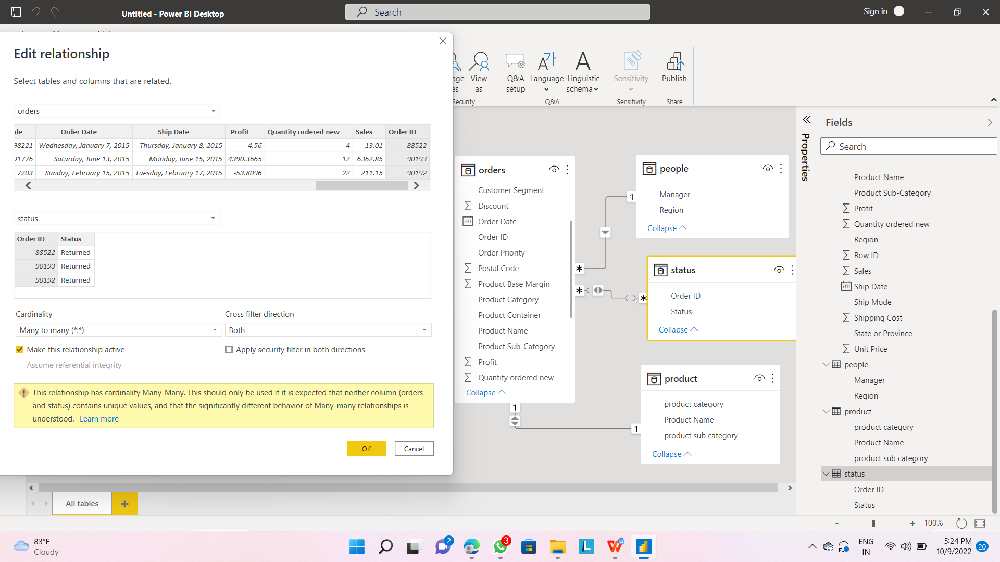 Untitled - Power BI Desktop
Search
Sign in
Edit relationship
Select tables and columns that are related.
orders
de Order Date Ship Date Profit Quantity ordered new Sales Order ID
98221 Wednesday, January 7, 2015 Thursday, January 8, 2015 4.56 4 13.01 88522
91776 Saturday, June 13, 2015 Monday, June 15, 2015 4390.3665 12 6362.85 90193
7203 Sunday, February 15, 2015 Tuesday, February 17, 2015 -53.8096 22 211.15 90192
status
Order ID Status
88522 Returned
90193 Returned
90192 Returned
Cardinality
Cross filter direction
Many to many (*:*)
Both
Make this relationship active
Apply security filter in both directions
Assume referential integrity
This relationship has cardinality Many-Many. This should only be used if it is expected that neither column (orders
and status) contains unique values, and that the significantly different behavior of Many-many relationships is
understood. Learn more
OK
Cancel
age
es
View
as
Security
Q&A
setup
Language
Linguistic
schema
Q&A
Sensitivity
Sensitivity
Publish
Share
orders
Customer Segment
Discount
Order Date
Order ID
Order Priority
Postal Code
Product Base Margin
Product Category
Product Container
Product Name
Product Sub-Category
Profit
Quantity ordered new
Collapse
1
*
*
people
Manager
Region
Collapse
1
status
Order ID
Status
Collapse
*
product
product category
Product Name
product sub category
Collapse
1
Properties
Fields
Search
Product Name
Product Sub-Category
Profit
Quantity ordered new
Region
Row ID
Sales
Ship Date
Ship Mode
Shipping Cost
State or Province
Unit Price
people
Manager
Region
product
product category
Product Name
product sub category
status
Order ID
Status
All tables
+
- + 100%
83°F
Cloudy
2
3
ENG
IN
5:24 PM
10/9/2022
20